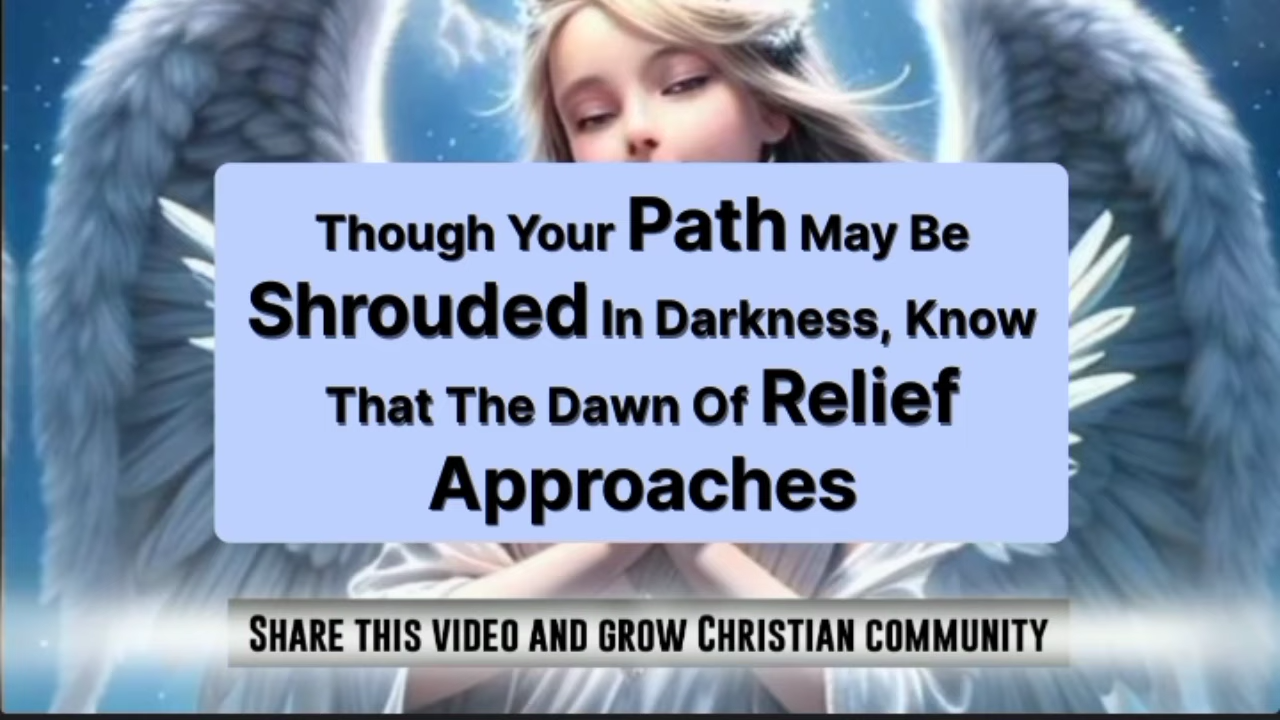 Though Your Path May Be
Shrouded In Darkness, Know
That The Dawn Of Relief
Approaches
Share this video and grow Christian community